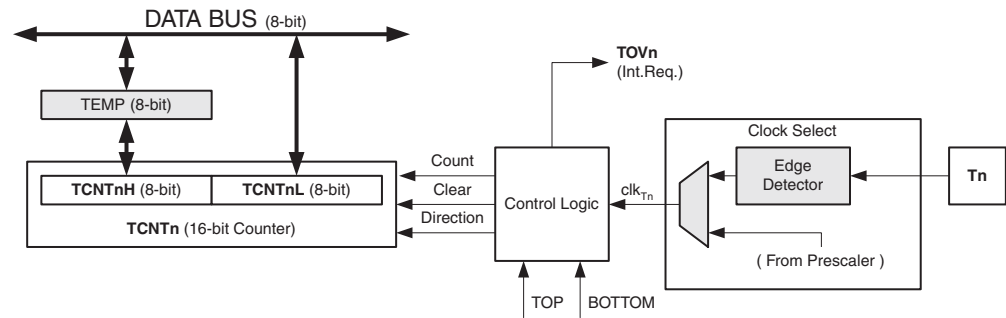 DATA BUS (8-bit)
TOVn
(Int.Req.)
TEMP (8-bit)
Clock Select
Count
Edge
Detector
Tn
TCNTnH (8-bit) TCNTnL (8-bit)
Clear
Control Logic
clkTn
TCNTn (16-bit Counter)
Direction
( From Prescaler )
TOP
BOTTOM